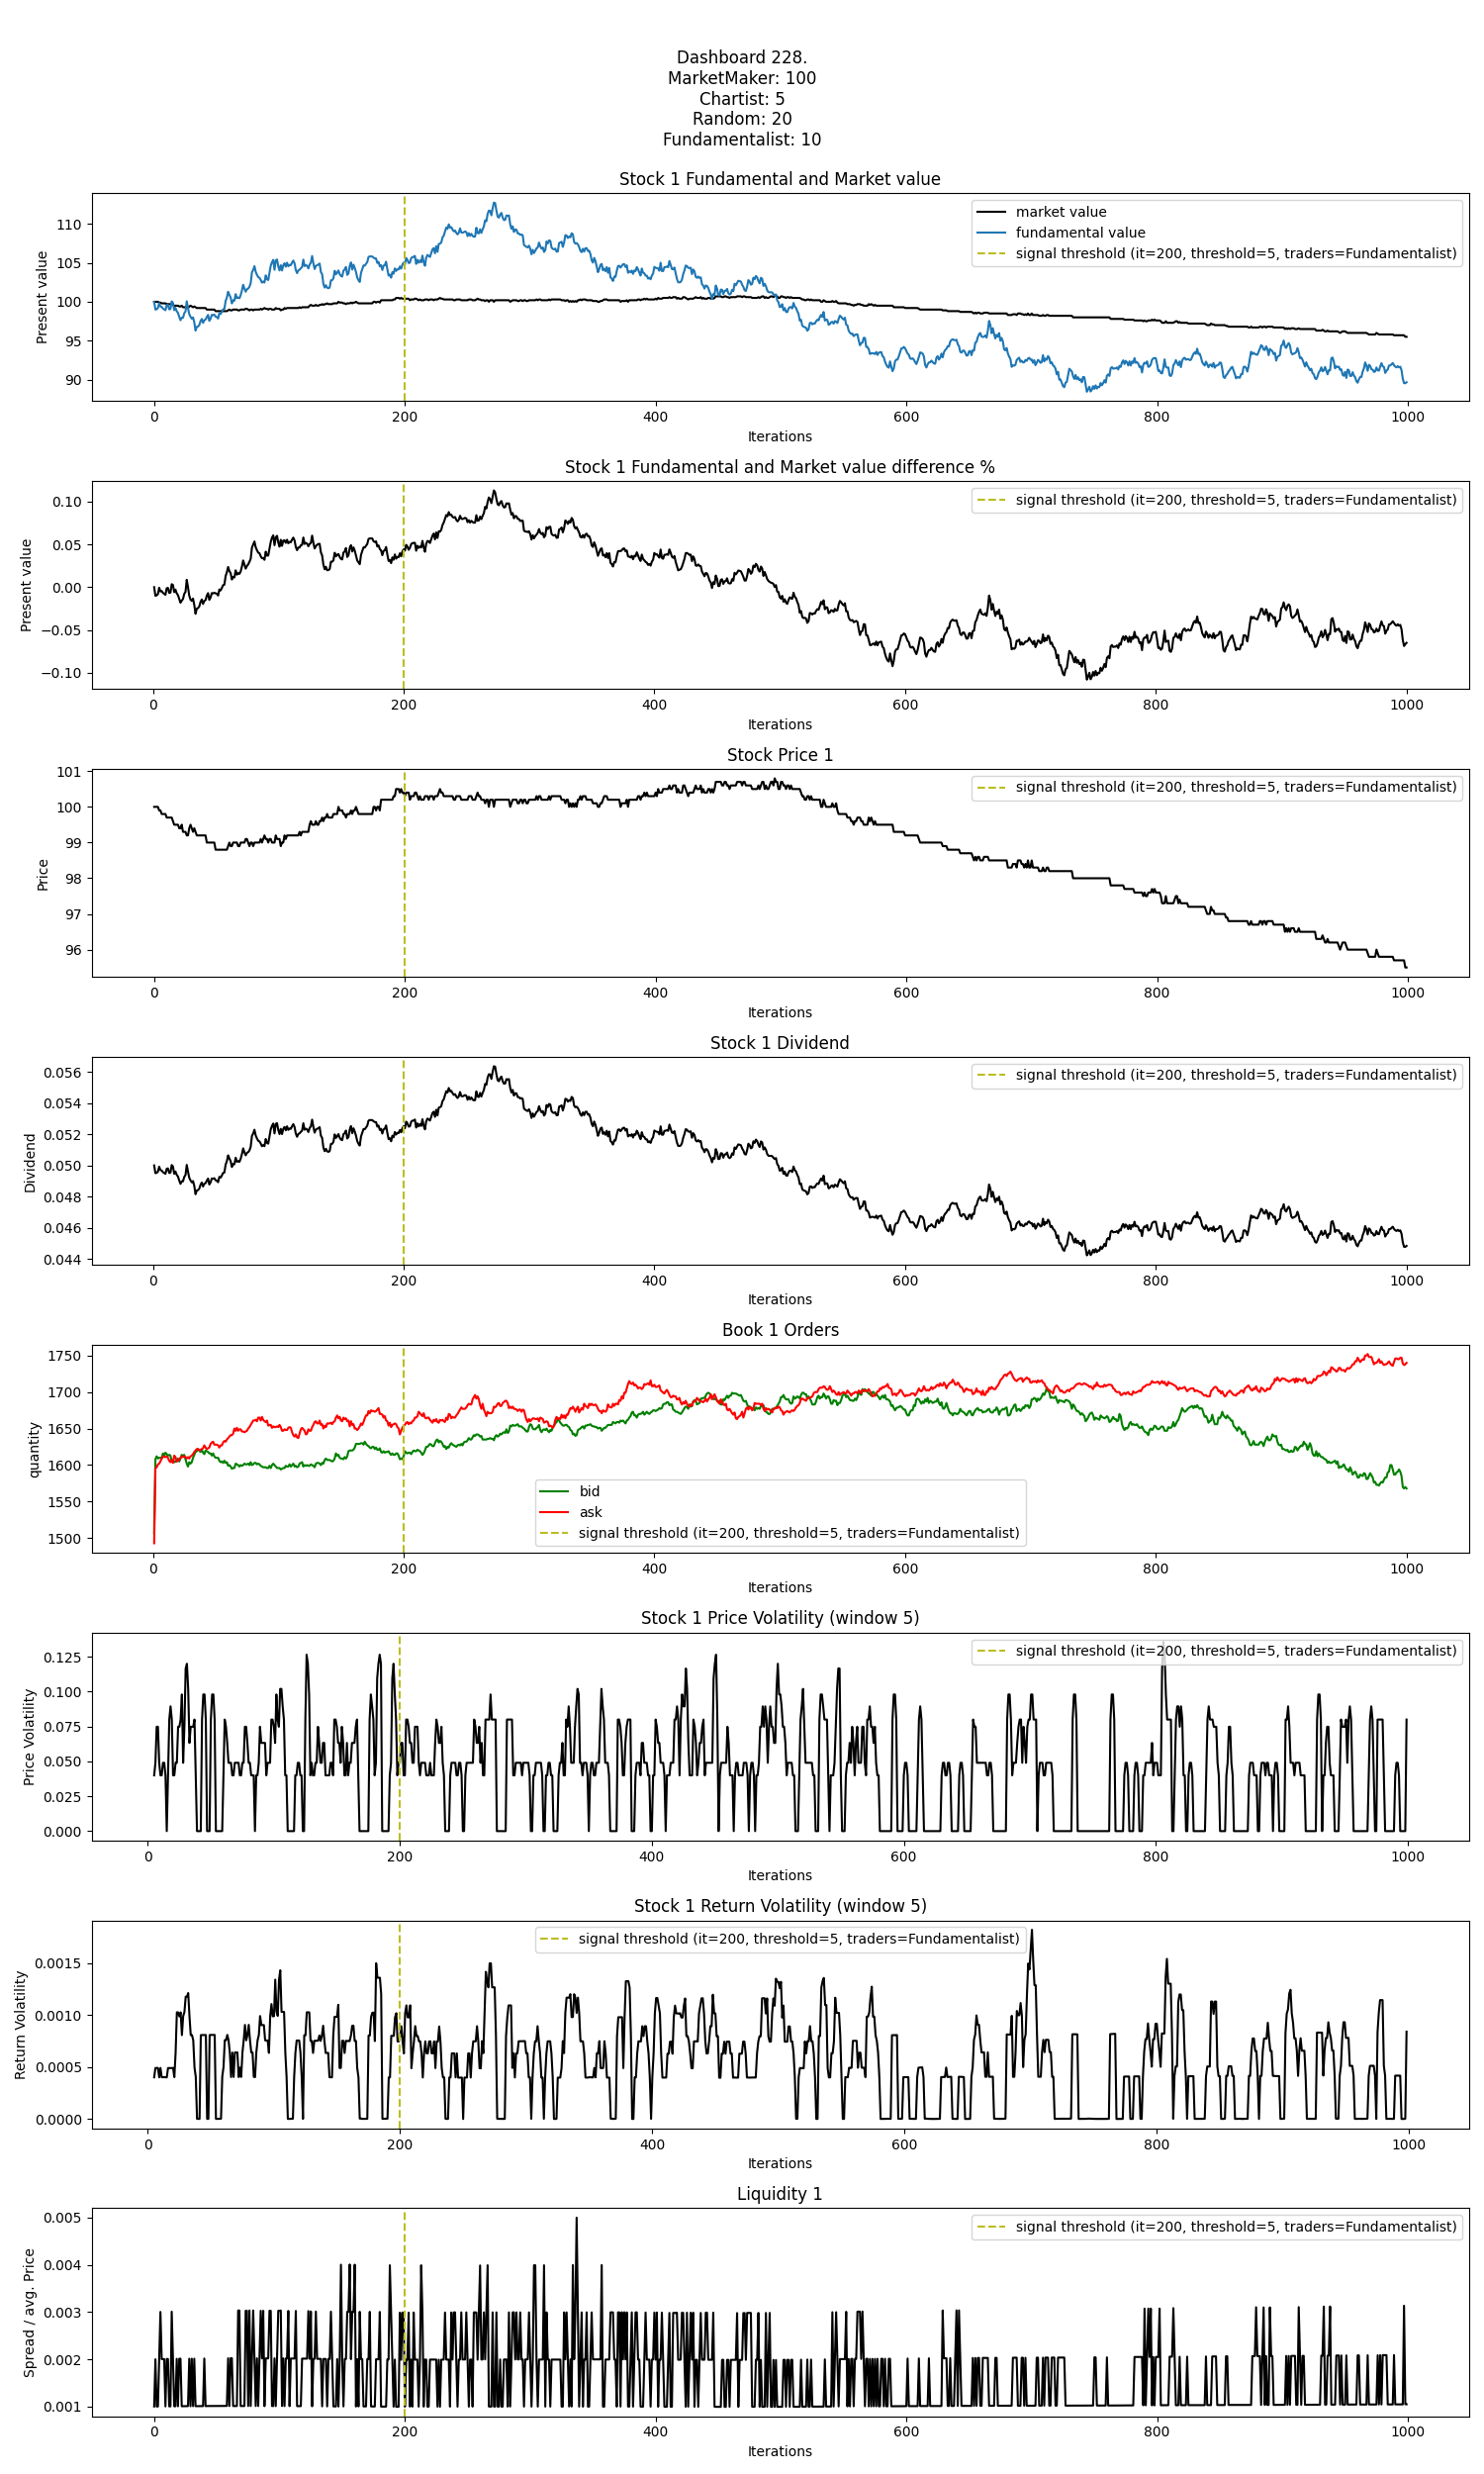 Dashboard 228.
MarketMaker: 100
Chartist: 5
Random: 20
Fundamentalist: 10
Stock 1 Fundamental and Market value
Present value
110
105
100
95
90
market value
fundamental value
signal threshold (it=200, threshold=5, traders=Fundamentalist)
0 200 400 600 800 1000
Iterations
Stock 1 Fundamental and Market value difference %
Present value
0.10
0.05
0.00
−0.05
−0.10
signal threshold (it=200, threshold=5, traders=Fundamentalist)
0 200 400 600 800 1000
Iterations
Stock Price 1
Price
101
100
99
98
97
96
signal threshold (it=200, threshold=5, traders=Fundamentalist)
0 200 400 600 800 1000
Iterations
Stock 1 Dividend
Dividend
0.056
0.054
0.052
0.050
0.048
0.046
0.044
signal threshold (it=200, threshold=5, traders=Fundamentalist)
0 200 400 600 800 1000
Iterations
Book 1 Orders
quantity
1750
1700
1650
1600
1550
1500
bid
ask
signal threshold (it=200, threshold=5, traders=Fundamentalist)
0 200 400 600 800 1000
Iterations
Stock 1 Price Volatility (window 5)
Price Volatility
0.125
0.100
0.075
0.050
0.025
0.000
signal threshold (it=200, threshold=5, traders=Fundamentalist)
0 200 400 600 800 1000
Iterations
Stock 1 Return Volatility (window 5)
Return Volatility
0.0015
0.0010
0.0005
0.0000
signal threshold (it=200, threshold=5, traders=Fundamentalist)
0 200 400 600 800 1000
Iterations
Liquidity 1
Spread / avg. Price
0.005
0.004
0.003
0.002
0.001
signal threshold (it=200, threshold=5, traders=Fundamentalist)
0 200 400 600 800 1000
Iterations